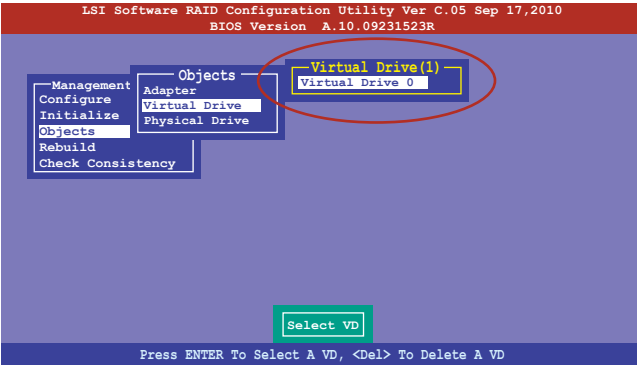 LSI Software RAID Configuration Utility Ver C.05 Sep 17,2010
BIOS Version A.10.09231523R
Management
Configure
Initialize
Objects
Rebuild
Check Consistency
Objects
Adapter
Virtual Drive
Physical Drive
Virtual Drive(1)
Virtual Drive 0
Select VD
Press ENTER To Select A VD, <Del> To Delete A VD